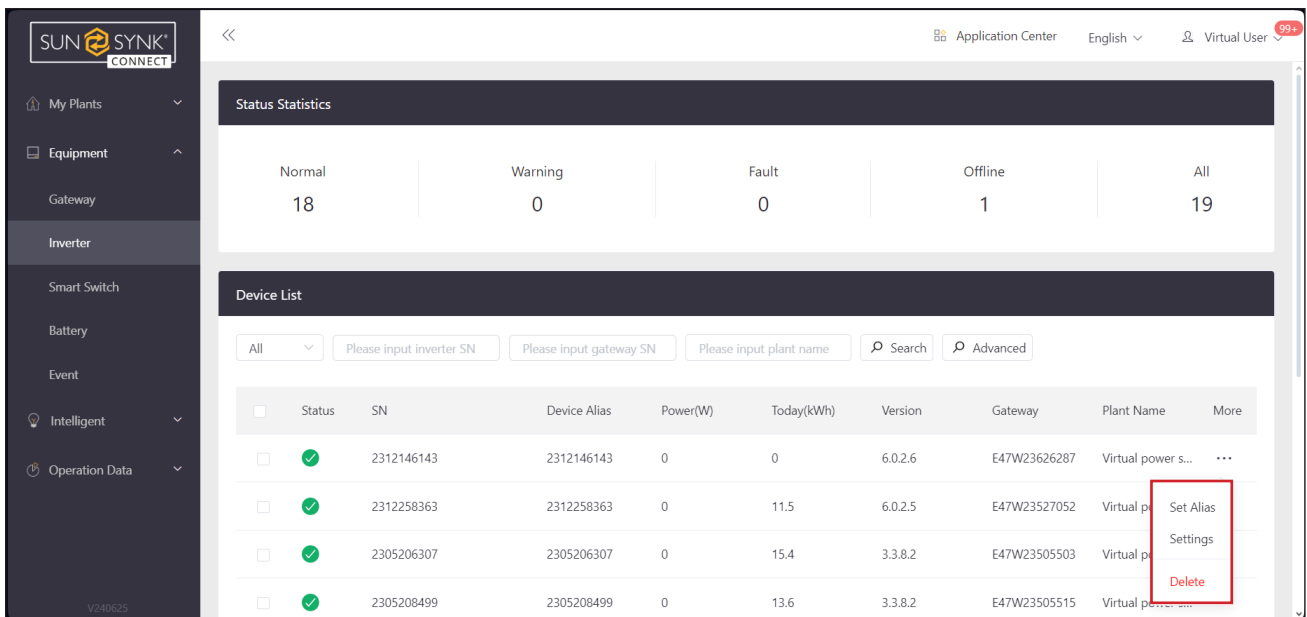 SUN SYNK®
CONNECT
Application Center English Virtual User 99+
My Plants
Equipment
Gateway
Inverter
Smart Switch
Battery
Event
Intelligent
Operation Data
V240625
Status Statistics
Normal Warning Fault Offline All
18 0 0 1 19
Device List
All Please input inverter SN Please input gateway SN Please input plant name Search Advanced
Status SN Device Alias Power(W) Today(kWh) Version Gateway Plant Name More
2312146143 2312146143 0 0 6.0.2.6 E47W23626287 Virtual power s... ...
2312258363 2312258363 0 11.5 6.0.2.5 E47W23527052 Virtual p
2305206307 2305206307 0 15.4 3.3.8.2 E47W23505503 Virtual p
2305208499 2305208499 0 13.6 3.3.8.2 E47W23505515 Virtual power s...
Set Alias
Settings
Delete